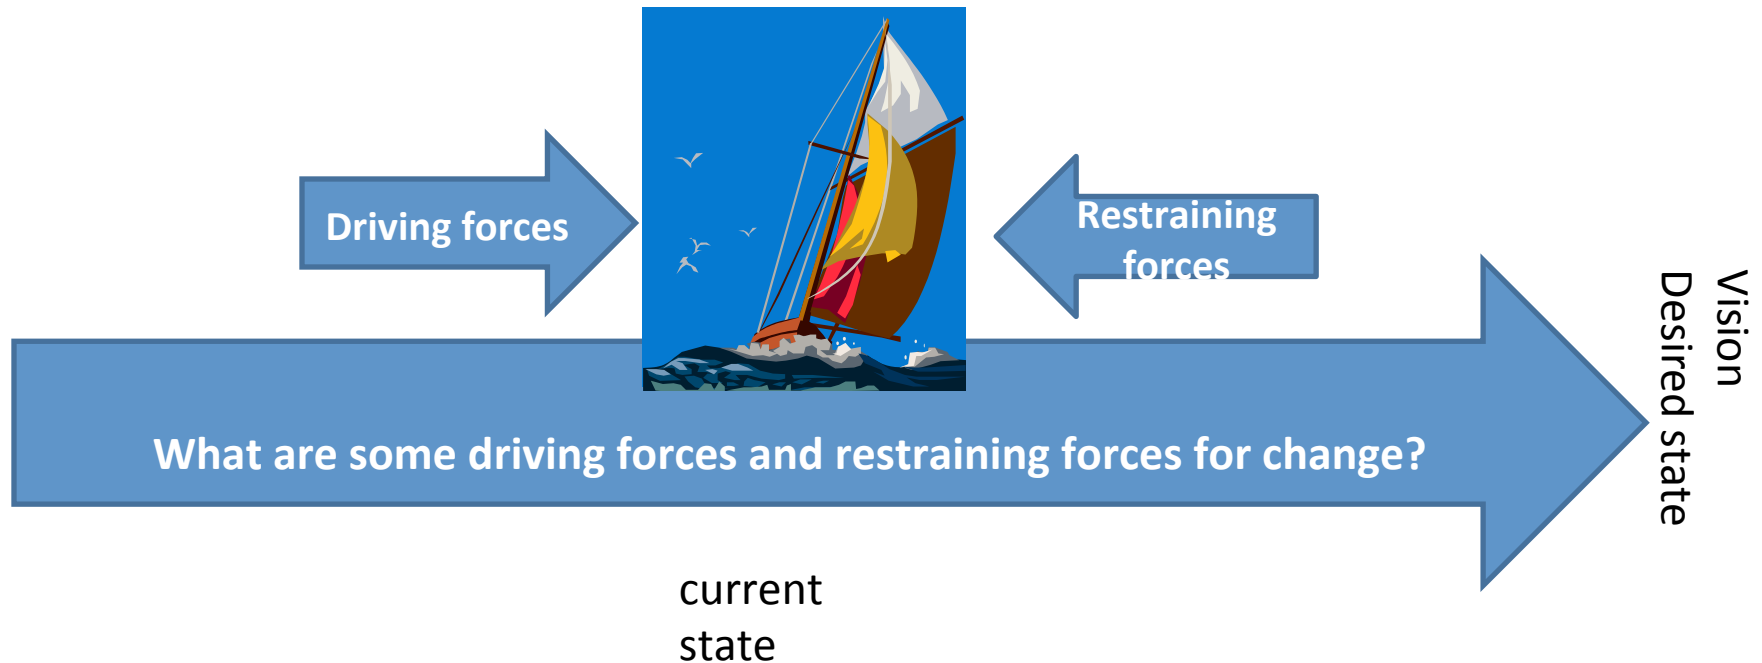 Driving forces
Restraining
forces
What are some driving forces and restraining forces for change?
Vision
Desired state
current
state